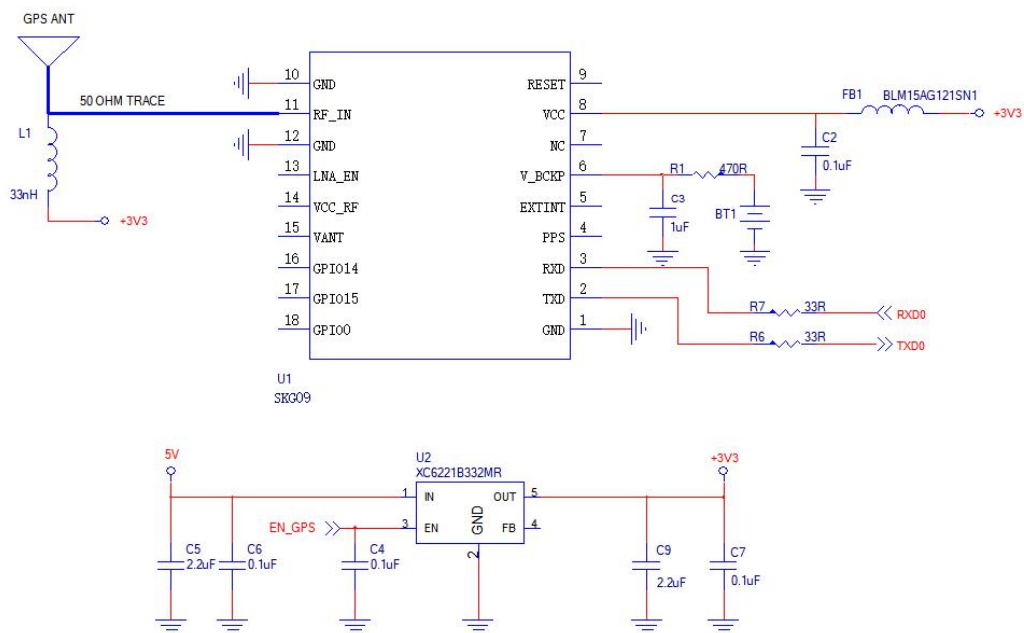 GPS ANT
50 OHM TRACE
L1
33nH
+3V3
10
GND
11
RF_IN
12
GND
13
LNA_EN
14
VCC_RF
15
VANT
16
GPIO14
17
GPIO15
18
GPIO0
RESET
9
VCC
8
NC
7
V_BCKP
6
EXTINT
5
PPS
4
RXD
3
TXD
2
GND
1
U1
SKG09
FB1
BLM15AG121SN1
+3V3
C2
0.1uF
R1
470R
C3
1uF
BT1
R7
33R
RXD0
R6
33R
TXD0
5V
U2
XC6221B332MR
+3V3
1
IN
OUT
5
EN_GPS
3
EN
GND
FB
4
2
C5
2.2uF
C6
0.1uF
C4
0.1uF
C9
2.2uF
C7
0.1uF